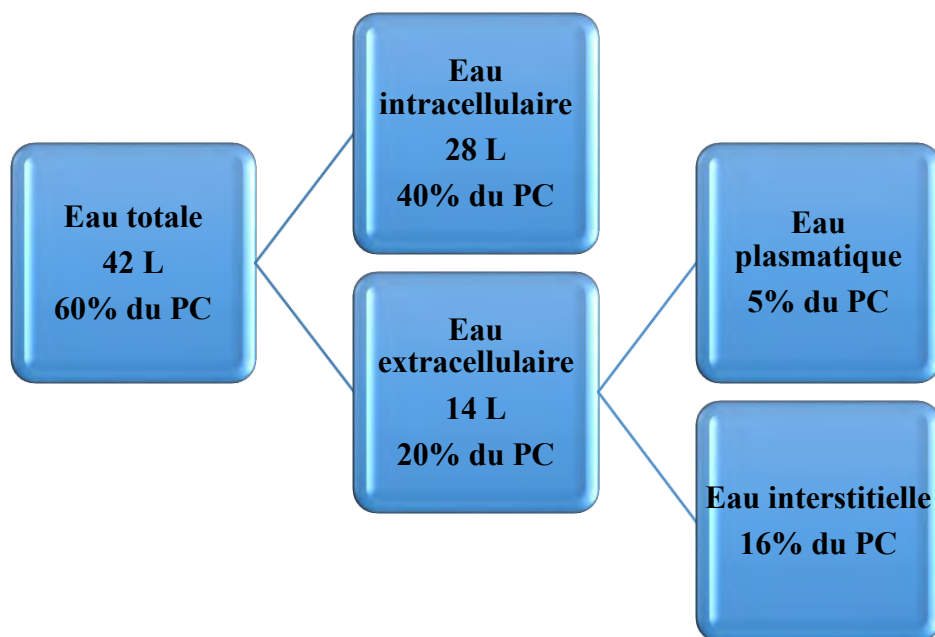 Eau totale
42 L
60% du PC
Eau
intracellulaire
28 L
40% du PC
Eau
extracellulaire
14 L
20% du PC
Eau
plasmatique
5% du PC
Eau interstitielle
16% du PC